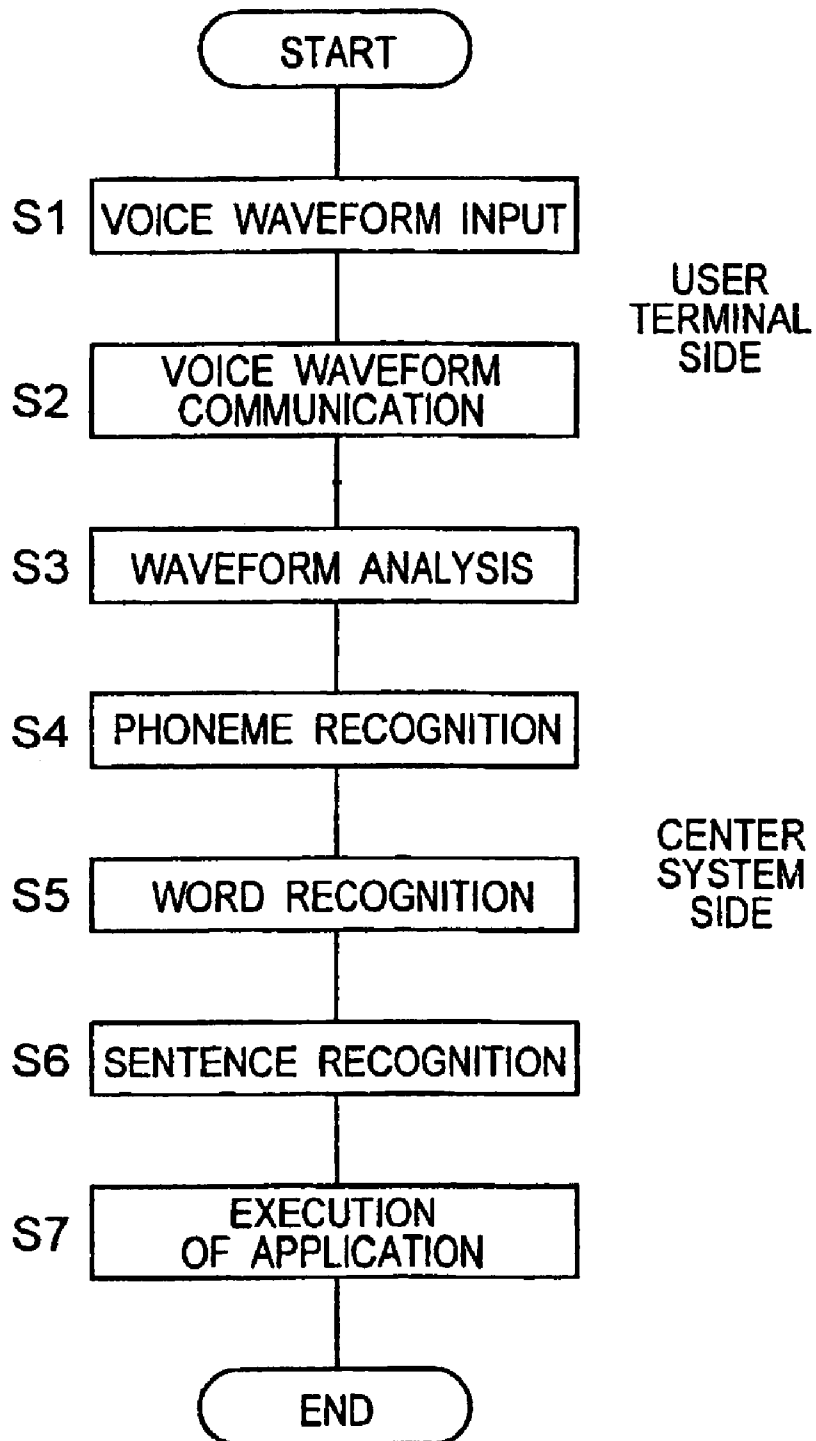 START
S1 VOICE WAVEFORM INPUT
USER
TERMINAL
SIDE
S2 VOICE WAVEFORM
COMMUNICATION
S3 WAVEFORM ANALYSIS
S4 PHONEME RECOGNITION
CENTER
SYSTEM
SIDE
S5 WORD RECOGNITION
S6 SENTENCE RECOGNITION
S7 EXECUTION
OF APPLICATION
END